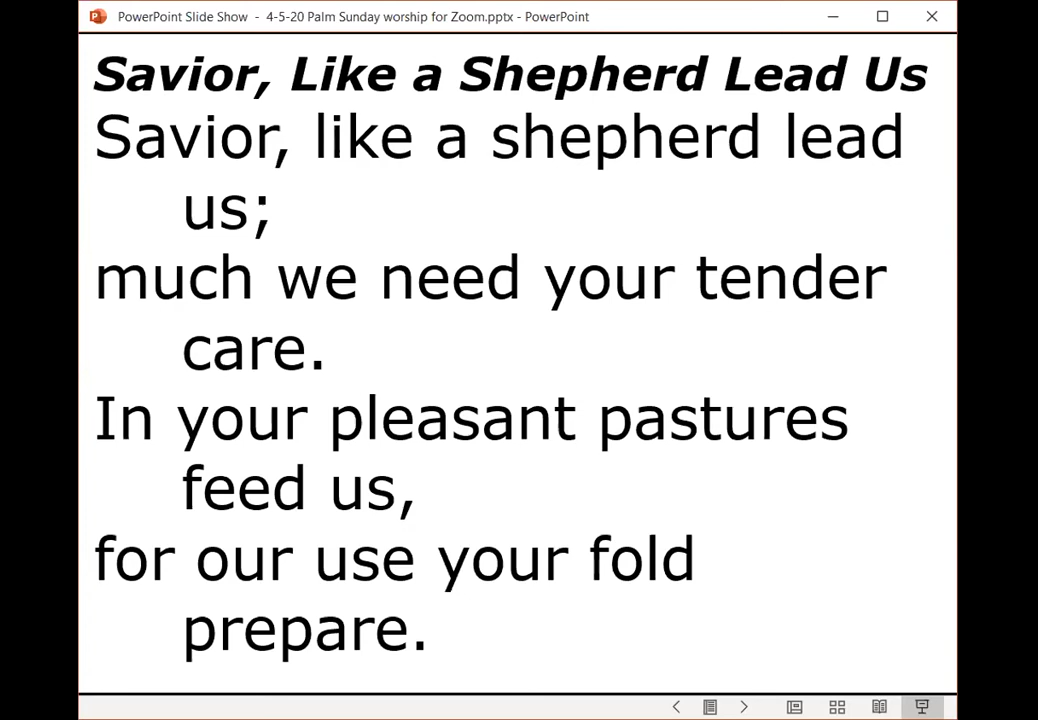 PowerPoint Slide Show - 4-5-20 Palm Sunday worship for Zoom.pptx - PowerPoint
Savior, Like a Shepherd Lead Us
Savior, like a shepherd lead
us;
much we need your tender
care.
In your pleasant pastures
feed us,
for our use your fold
prepare.